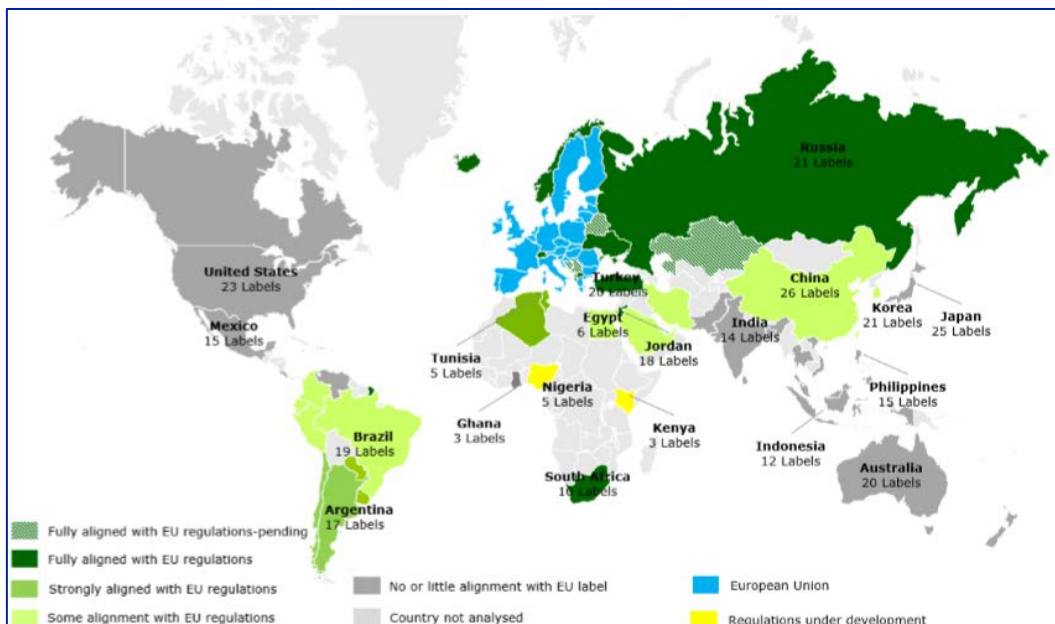 Russia
21 Labels
United States
23 Labels
Turkey
20 Labels
China
26 Labels
Mexico
15 Labels
Egypt
6 Labels
India
14 Labels
Korea
21 Labels
Japan
25 Labels
Jordan
18 Labels
Tunisia
5 Labels
Nigeria
5 Labels
Philippines
15 Labels
Ghana
3 Labels
Kenya
3 Labels
Brazil
19 Labels
Indonesia
12 Labels
Australia
20 Labels
South Africa
10 Labels
Argentina
17 Labels
Fully aligned with EU regulations-pending
Fully aligned with EU regulations
Strongly aligned with EU regulations
Some alignment with EU regulations
No or little alignment with EU label
Country not analysed
European Union
Regulations under development